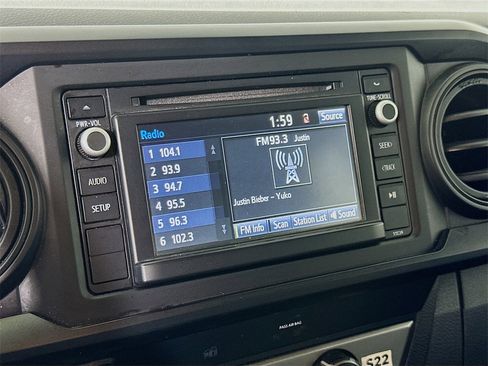 1:59
Source
PWR•VOL
TUNE•SCROLL
Radio
FM93.3 Justin
1 104.1
2 93.9
3 94.7
4 95.5
5 96.3
6 102.3
Justin Bieber – Yuko
FM Info Scan Station List Sound
AUDIO
SETUP
SEEK>
<TRACK
PASS AIR BAG
S22